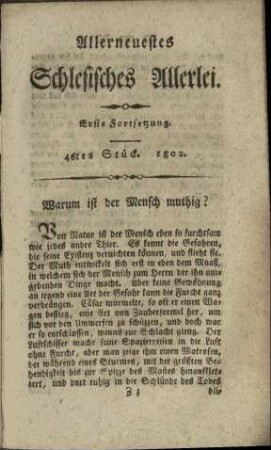 Allerneuestes
Schlesisches Allerlei.
Erste Fortsetzung.
46tes Stück. 1802.
Warum ist der Mensch muthig?
Von Natur ist der Mensch eben so furchtsam
wie jedes andre Thier. Es kennt die Gefahren,
die seine Existenz vernichten können, und flieht sie.
Der Muth entwickelt sich erst in eben dem Maaß,
in welchem sich der Mensch zum Herrn der ihn umge-
gebenden Dinge macht. Aber keine Gewöhnung
an irgend eine Art der Gefahr kann die Furcht ganz
verdrängen. Cäsar murmelte, so oft er einen Wa-
gen bestieg, eine Art von Zauberformel her, um
sich vor den Umwerfen zu schützen, und doch war
er so entschlossen, wenns zur Schlacht gieng. Der
Luftschiffer macht seine Spazierreisen in die Luft
ohne Furcht, aber man zeige ihm einen Matrosen,
der während eines Sturmes, mit der größten Be-
hendigkeit bis zur Spitze des Mastes hinanklet-
tert, und dort ruhig in die Schlünde des Todes
Zz
die